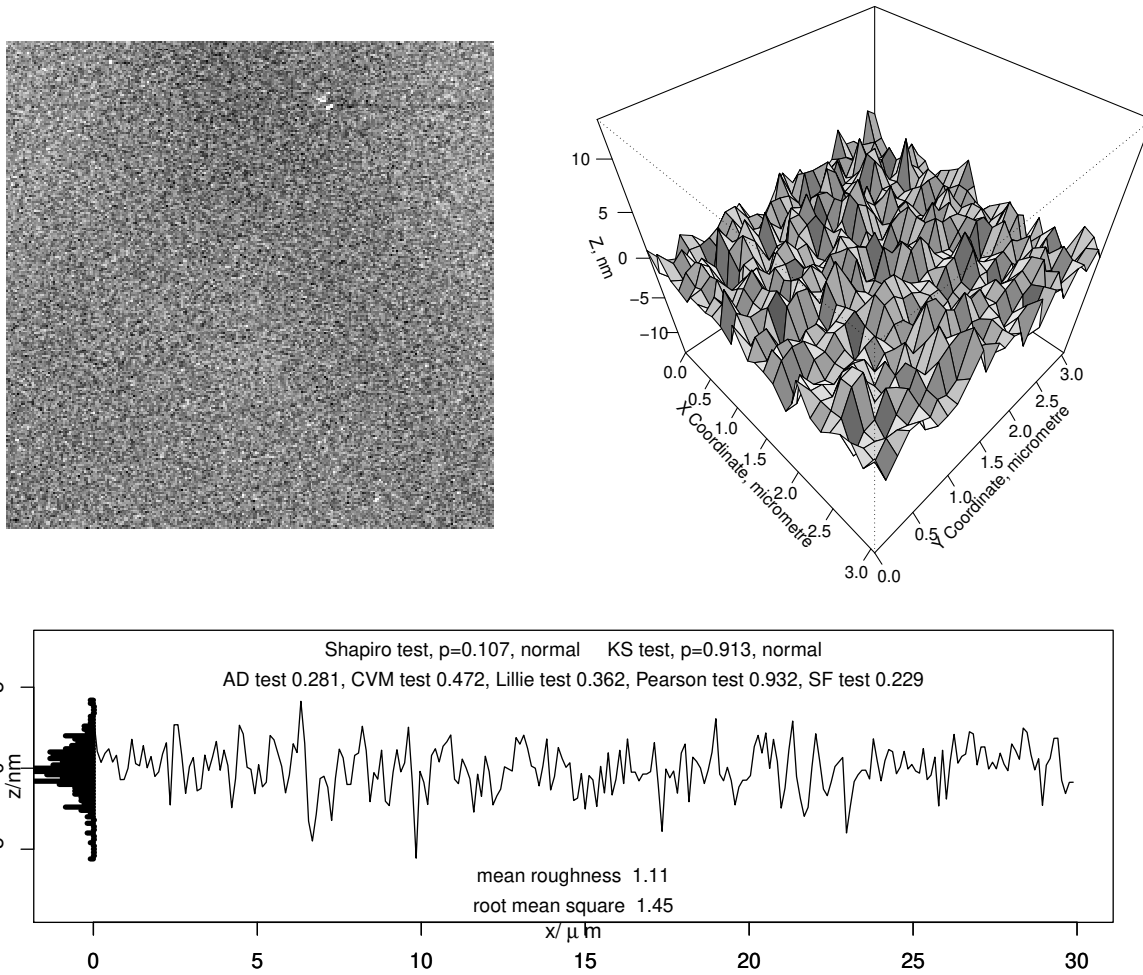 10
5
0
−5
−10
Z, nm
0.0
0.5
1.0
1.5
2.0
2.5
3.0
X Coordinate, micrometre
0.0
0.5
1.0
1.5
2.0
2.5
3.0
Y Coordinate, micrometre
Shapiro test, p=0.107, normal KS test, p=0.913, normal
AD test 0.281, CVM test 0.472, Lillie test 0.362, Pearson test 0.932, SF test 0.229
z/nm
mean roughness 1.11
root mean square 1.45
x/ μ m
0 5 10 15 20 25 30